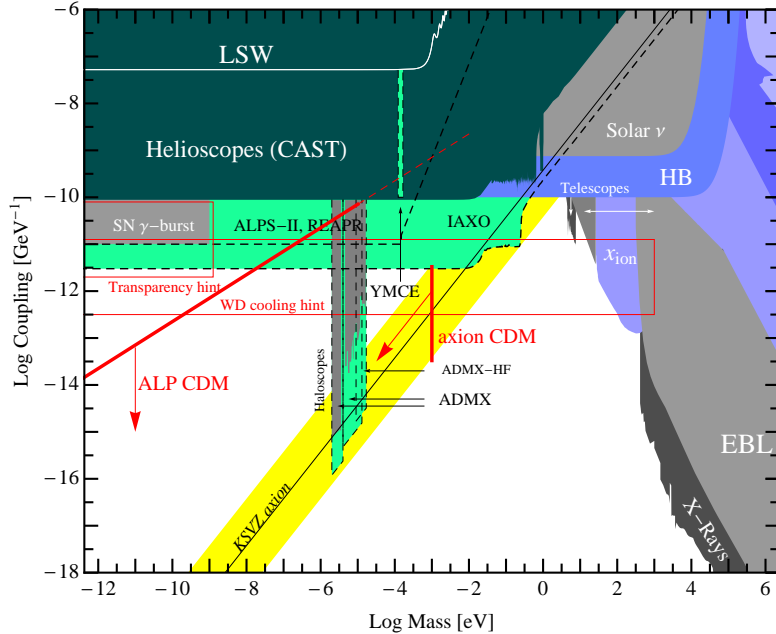 −6
−8
−10
−12
−14
−16
−18
Log Coupling [GeV⁻¹]
LSW
Helioscopes (CAST)
Solar ν
HB
Telescopes
SN γ−burst
ALPS−II, REAPR
IAXO
x_ion
Transparency hint
WD cooling hint
YMCE
axion CDM
ALP CDM
Haloscopes
ADMX−HF
ADMX
EBL
X−Rays
KSVZ axion
−12
−10
−8
−6
−4
−2
0
2
4
6
Log Mass [eV]